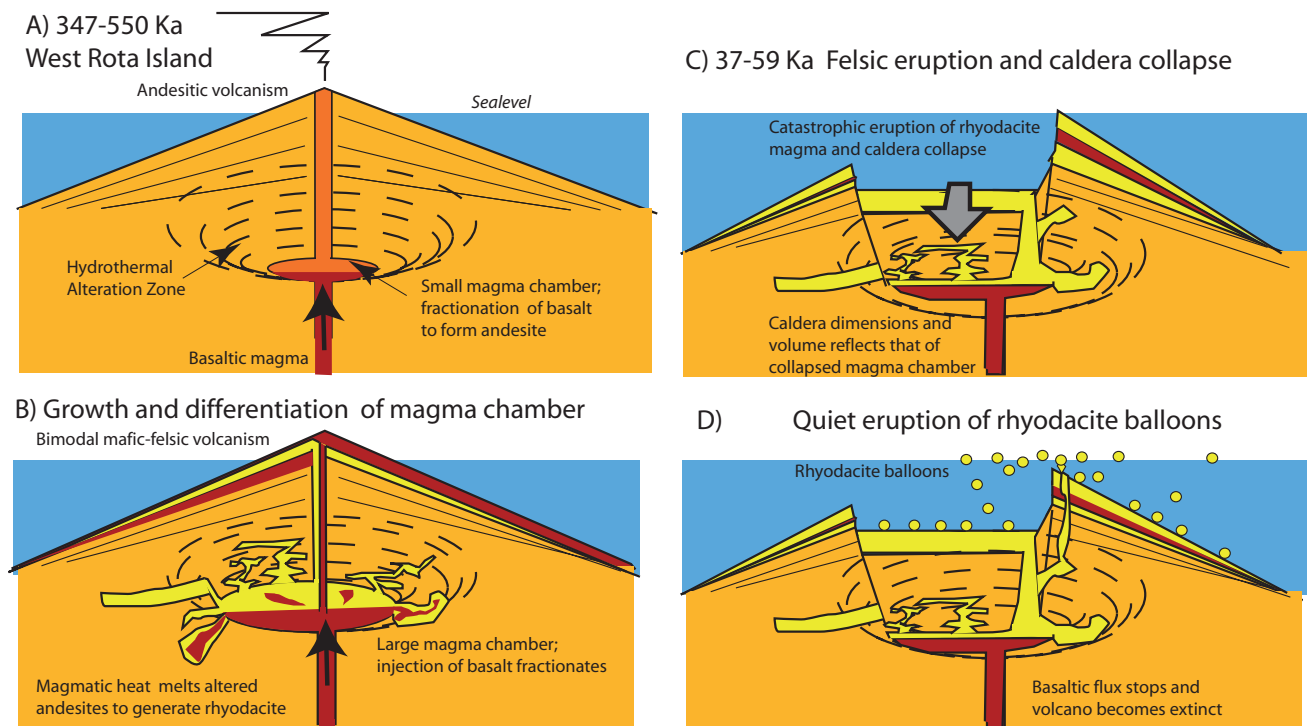 A) 347-550 Ka
West Rota Island
Andesitic volcanism
Sealevel
Hydrothermal
Alteration Zone
Small magma chamber;
fractionation of basalt
to form andesite
Basaltic magma
B) Growth and differentiation of magma chamber
Bimodal mafic-felsic volcanism
Large magma chamber;
injection of basalt fractionates
Magmatic heat melts altered
andesites to generate rhyodacite
C) 37-59 Ka Felsic eruption and caldera collapse
Catastrophic eruption of rhyodacite
magma and caldera collapse
Caldera dimensions and
volume reflects that of
collapsed magma chamber
D) Quiet eruption of rhyodacite balloons
Rhyodacite balloons
Basaltic flux stops and
volcano becomes extinct